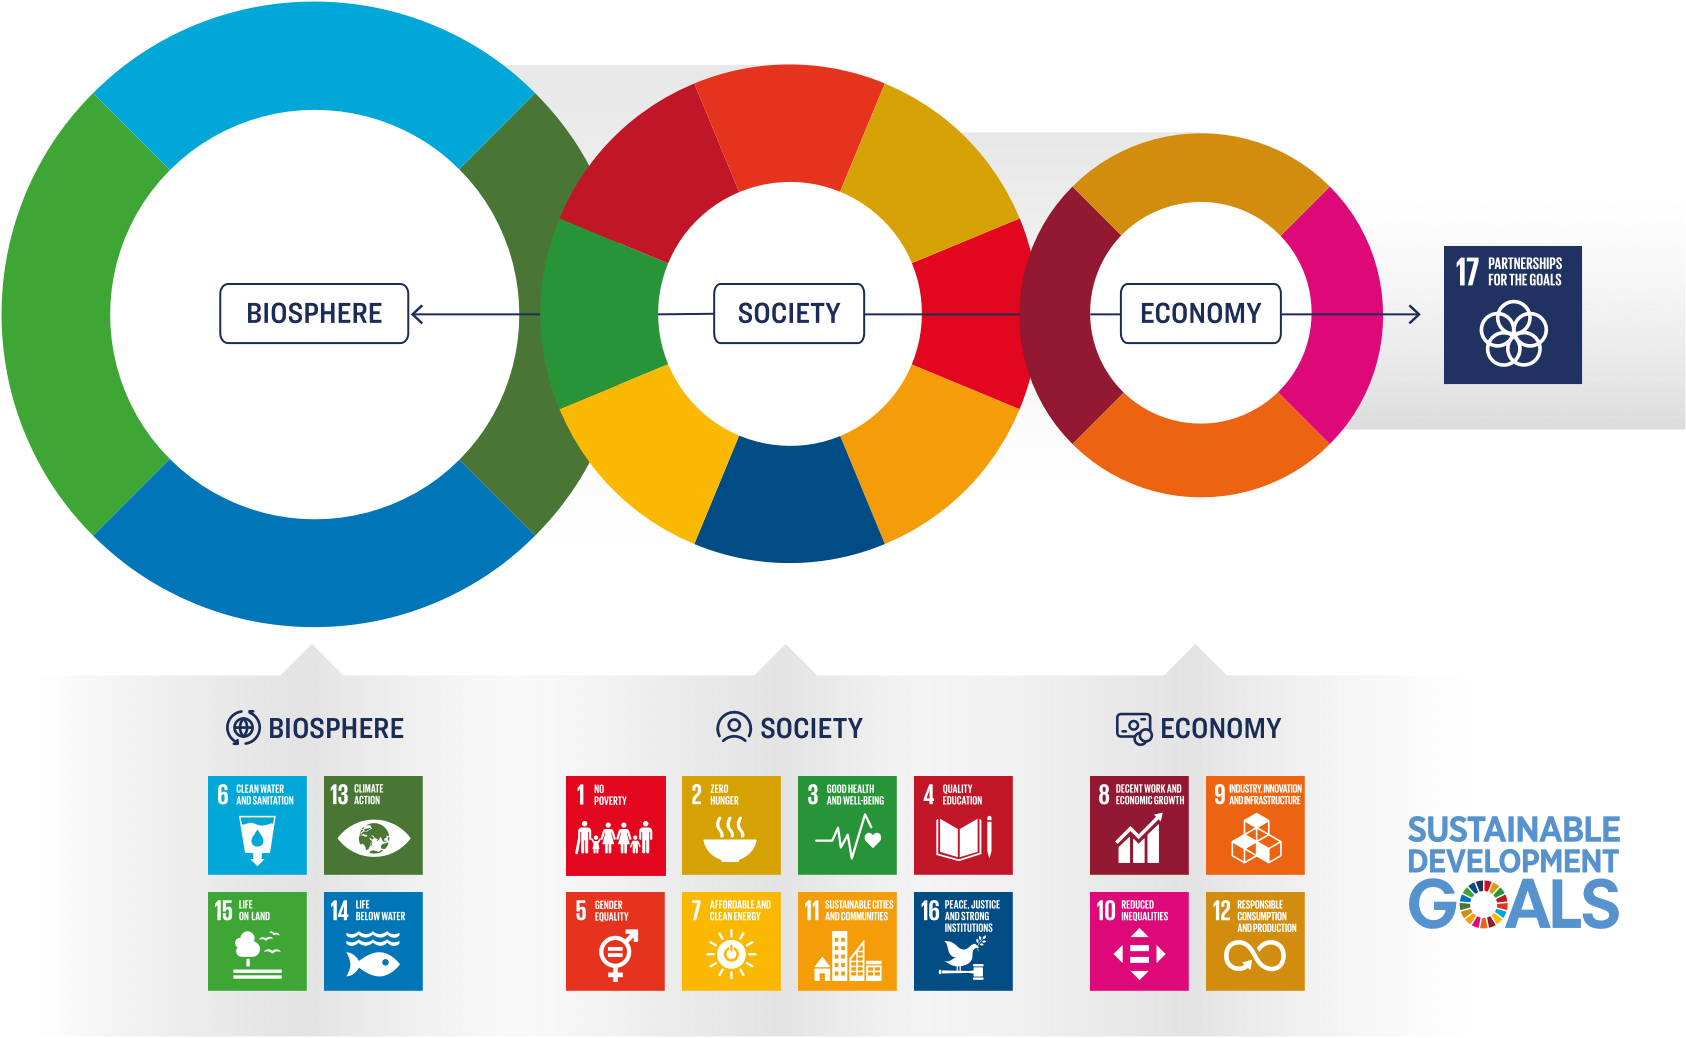 BIOSPHERE
SOCIETY
ECONOMY
17 PARTNERSHIPS
FOR THE GOALS
BIOSPHERE
SOCIETY
ECONOMY
6 CLEAN WATER
AND SANITATION
13 CLIMATE
ACTION
1 NO
POVERTY
2 ZERO
HUNGER
3 GOOD HEALTH
AND WELL-BEING
4 QUALITY
EDUCATION
8 DECENT WORK AND
ECONOMIC GROWTH
9 INDUSTRY, INNOVATION
AND INFRASTRUCTURE
15 LIFE
ON LAND
14 LIFE
BELOW WATER
5 GENDER
EQUALITY
7 AFFORDABLE AND
CLEAN ENERGY
11 SUSTAINABLE CITIES
AND COMMUNITIES
16 PEACE, JUSTICE
AND STRONG
INSTITUTIONS
10 REDUCED
INEQUALITIES
12 RESPONSIBLE
CONSUMPTION
AND PRODUCTION
SUSTAINABLE
DEVELOPMENT
GOALS